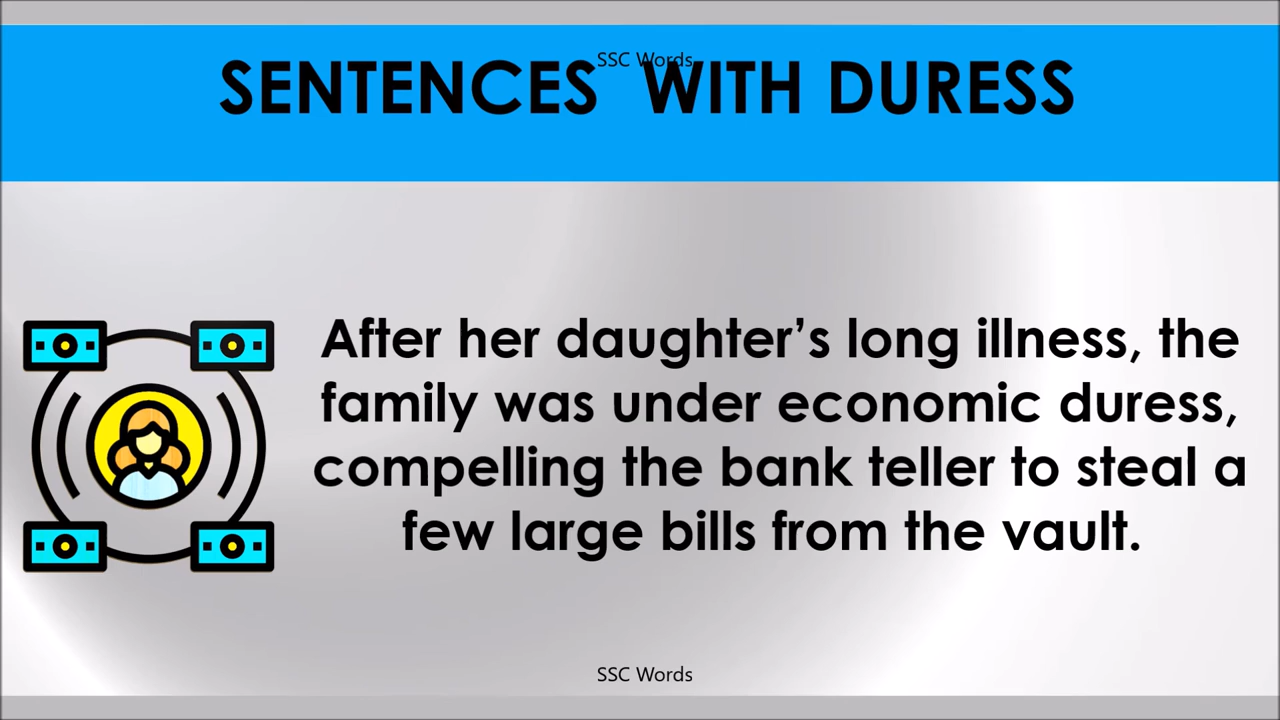 SSC Words
SENTENCES WITH DURESS
After her daughter’s long illness, the
family was under economic duress,
compelling the bank teller to steal a
few large bills from the vault.
SSC Words